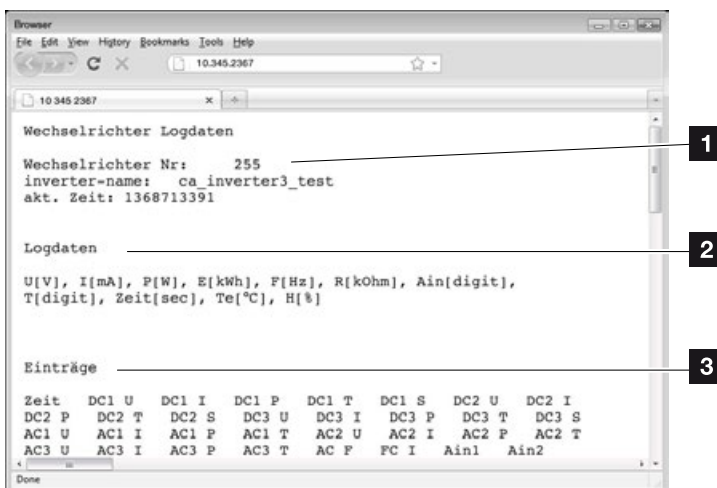 Browser
File Edit View History Bookmarks Tools Help
10.345.2367
10 345 2367
Wechselrichter Logdaten
Wechselrichter Nr: 255
inverter-name: ca_inverter3_test
akt. Zeit: 1368713391
Logdaten
U[V], I[mA], P[W], E[kWh], F[Hz], R[kOhm], Ain[digit],
T[digit], Zeit[sec], Te[°C], H[%]
Einträge
Zeit DC1 U DC1 I DC1 P DC1 T DC1 S DC2 U DC2 I
DC2 P DC2 T DC2 S DC3 U DC3 I DC3 P DC3 T DC3 S
AC1 U AC1 I AC1 P AC1 T AC2 U AC2 I AC2 P AC2 T
AC3 U AC3 I AC3 P AC3 T AC F FC I Ain1 Ain2
Done
1
2
3